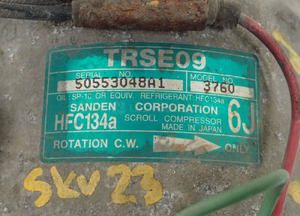 TRSE09
SERIAL NO. MODEL NO.
S0553048A1 3760
OIL: SP-10 OR EQUIV. REFRIGERANT: HFC134a
SANDEN CORPORATION 6J
HFC134a SCROLL COMPRESSOR
MADE IN JAPAN
ROTATION C.W. ONLY
SKV23